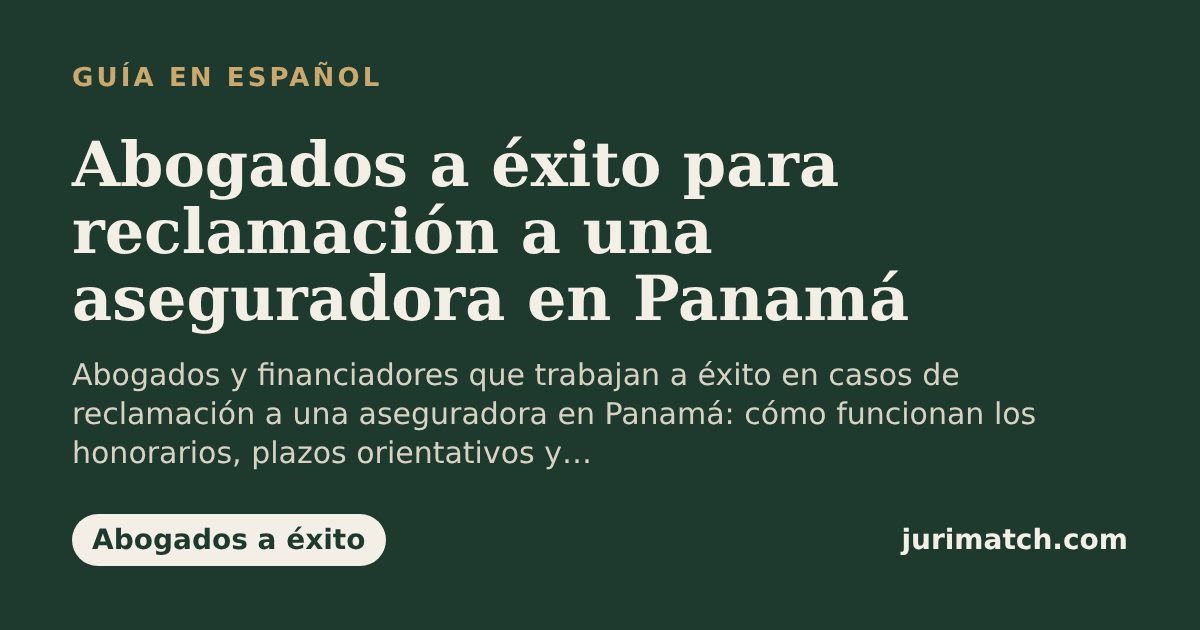 GUÍA EN ESPAÑOL
Abogados a éxito para
reclamación a una
aseguradora en Panamá
Abogados y financiadores que trabajan a éxito en casos de
reclamación a una aseguradora en Panamá: cómo funcionan los
honorarios, plazos orientativos y…
Abogados a éxito
jurimatch.com